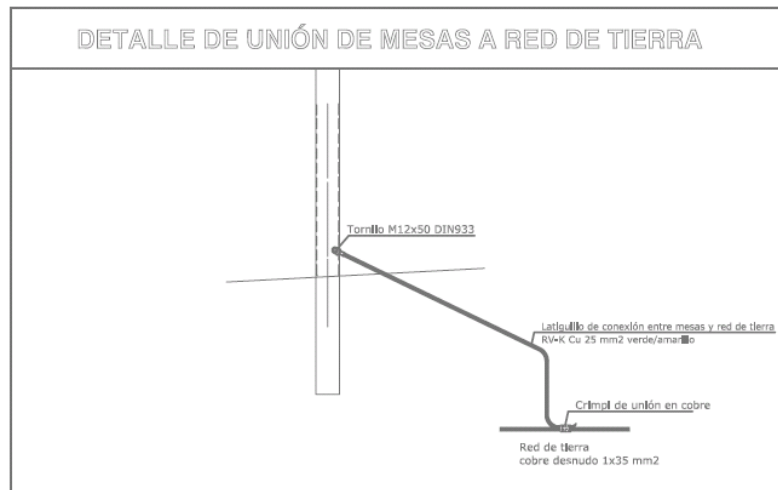 DETALLE DE UNIÓN DE MESAS A RED DE TIERRA
Tornillo M12x50 DIN933
Latiguillo de conexión entre mesas y red de tierra
RV-K Cu 25 mm2 verde/amarillo
Crimpi de unión en cobre
Red de tierra
cobre desnudo 1x35 mm2